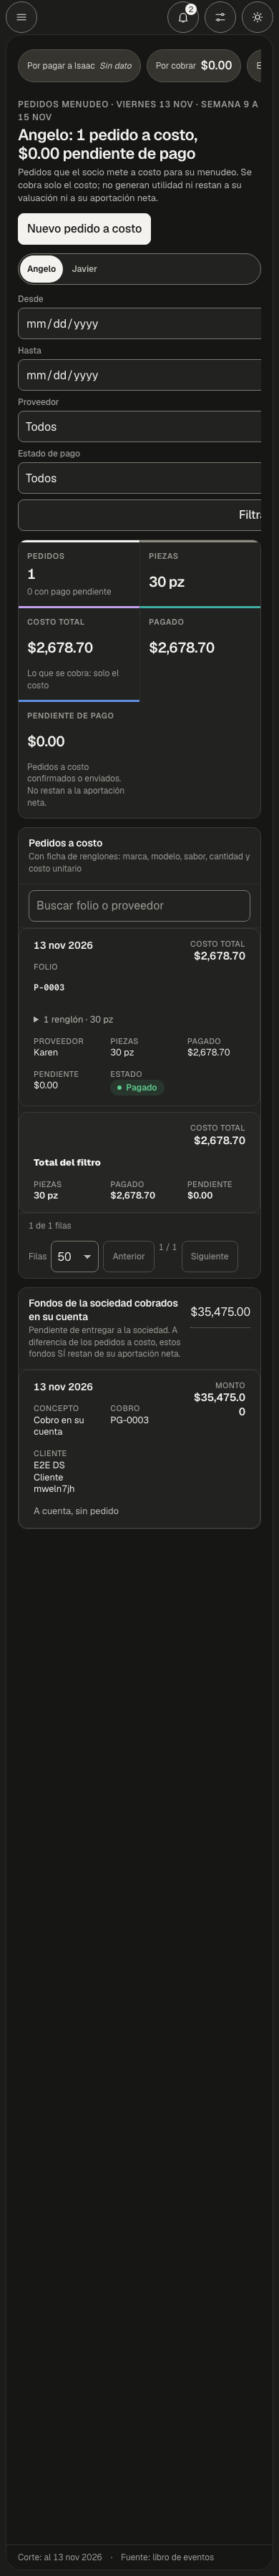 2
Por pagar a Isaac Sin dato
Por cobrar $0.00
PEDIDOS MENUDEO · VIERNES 13 NOV · SEMANA 9 A
15 NOV
Angelo: 1 pedido a costo,
$0.00 pendiente de pago
Pedidos que el socio mete a costo para su menudeo. Se
cobra solo el costo; no generan utilidad ni restan a su
valuación ni a su aportación neta.
Nuevo pedido a costo
Angelo Javier
Desde
mm/dd/yyyy
Hasta
mm/dd/yyyy
Proveedor
Todos
Estado de pago
Todos
PEDIDOS
1
0 con pago pendiente
PIEZAS
30 pz
COSTO TOTAL
$2,678.70
Lo que se cobra: solo el
costo
PAGADO
$2,678.70
PENDIENTE DE PAGO
$0.00
Pedidos a costo
confirmados o enviados.
No restan a la aportación
neta.
Pedidos a costo
Con ficha de renglones: marca, modelo, sabor, cantidad y
costo unitario
Buscar folio o proveedor
13 nov 2026
COSTO TOTAL
$2,678.70
FOLIO
P-0003
1 renglón · 30 pz
PROVEEDOR PIEZAS PAGADO
Karen 30 pz $2,678.70
PENDIENTE ESTADO
$0.00 Pagado
COSTO TOTAL
$2,678.70
Total del filtro
PIEZAS PAGADO PENDIENTE
30 pz $2,678.70 $0.00
1 de 1 filas
Filas 50 Anterior 1 / 1 Siguiente
Fondos de la sociedad cobrados
en su cuenta
$35,475.00
Pendiente de entregar a la sociedad. A
diferencia de los pedidos a costo, estos
fondos SÍ restan de su aportación neta.
13 nov 2026
MONTO
$35,475.0
0
CONCEPTO COBRO
Cobro en su PG-0003
cuenta
CLIENTE
E2E DS
Cliente
mweln7jh
A cuenta, sin pedido
Corte: al 13 nov 2026 · Fuente: libro de eventos